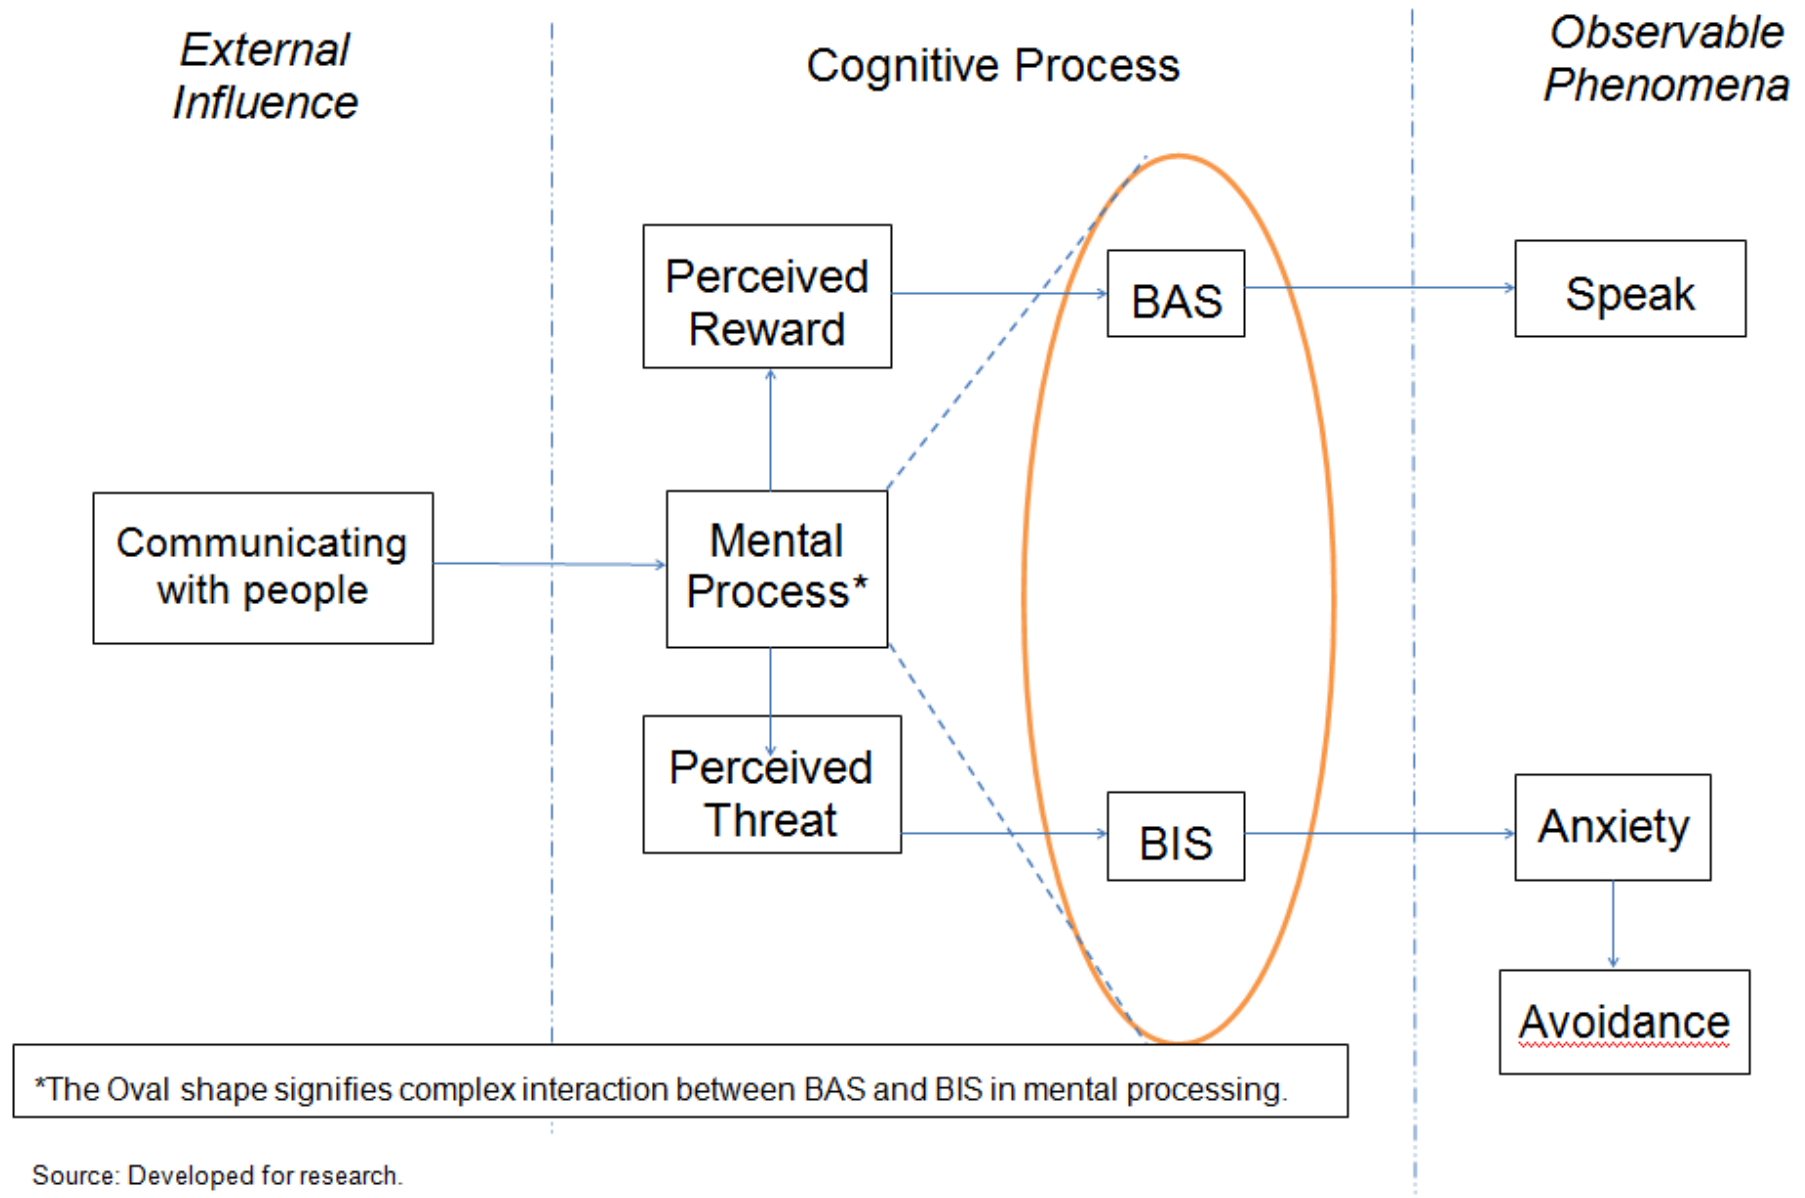 External
Influence
Cognitive Process
Observable
Phenomena
Perceived
Reward
BAS
Speak
Communicating
with people
Mental
Process*
Perceived
Threat
BIS
Anxiety
Avoidance
*The Oval shape signifies complex interaction between BAS and BIS in mental processing.
Source: Developed for research.